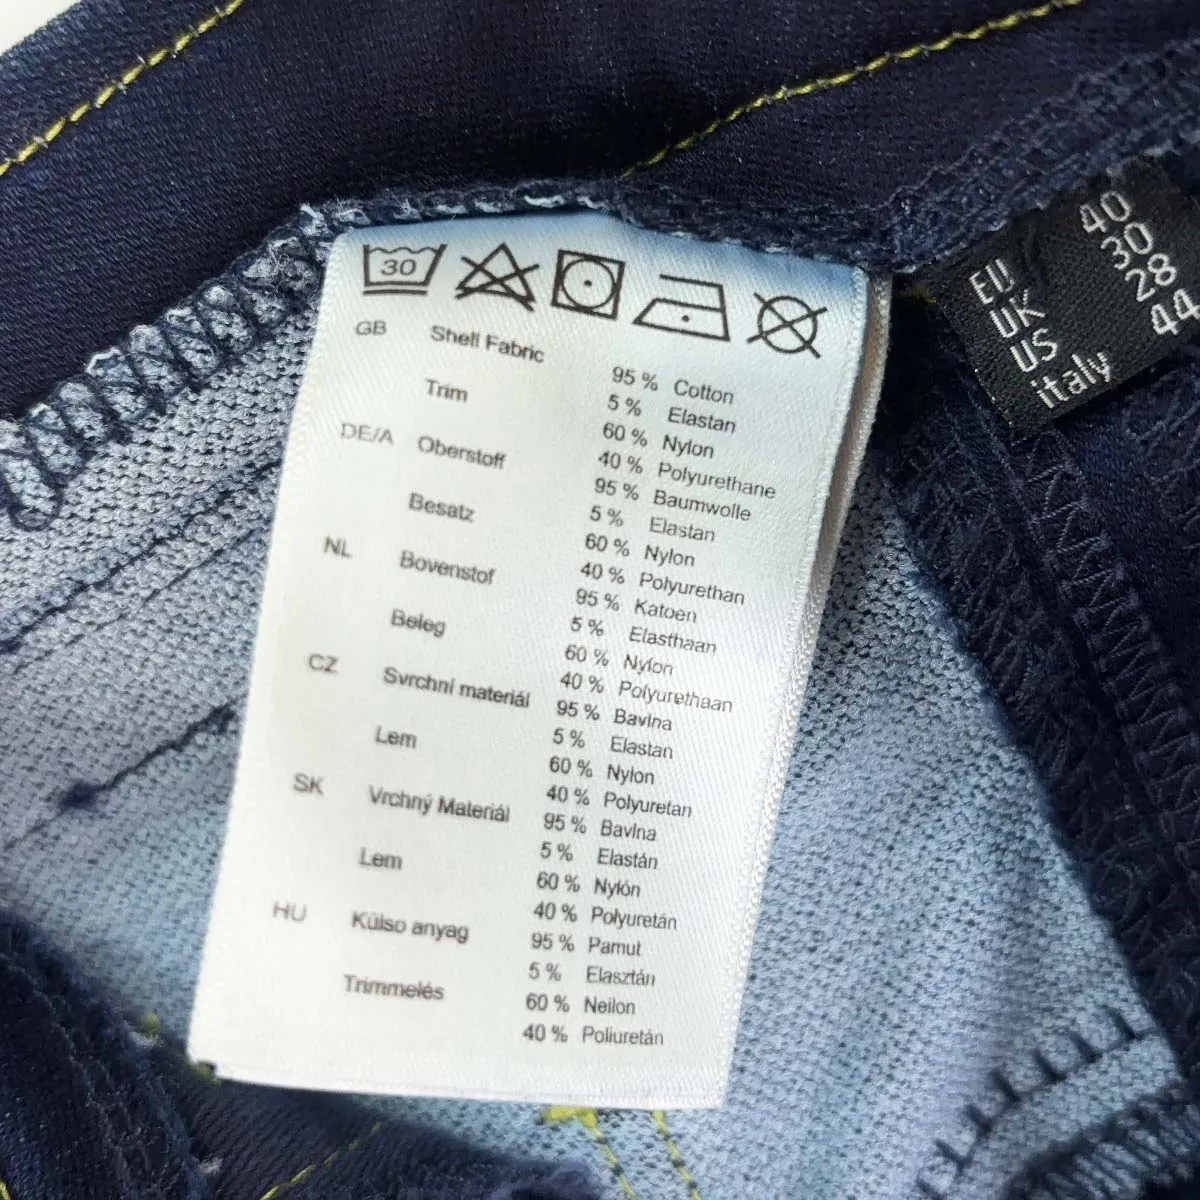 30
GB Shell Fabric 95 % Cotton
5 % Elastan
Trim 60 % Nylon
40 % Polyurethane
DE/A Oberstoff 95 % Baumwolle
5 % Elastan
Besatz 60 % Nylon
40 % Polyurethan
NL Bovenstof 95 % Katoen
5 % Elasthaan
Beleg 60 % Nylon
40 % Polyurethaan
CZ Svrchní materiál 95 % Bavlna
5 % Elastan
Lem 60 % Nylon
40 % Polyuretan
SK Vrchný Materiál 95 % Bavlna
5 % Elastán
Lem 60 % Nylón
40 % Polyuretán
HU Külso anyag 95 % Pamut
5 % Elasztán
Trimmelés 60 % Neilon
40 % Poliuretán
EU 40
UK 30
US 28
italy 44